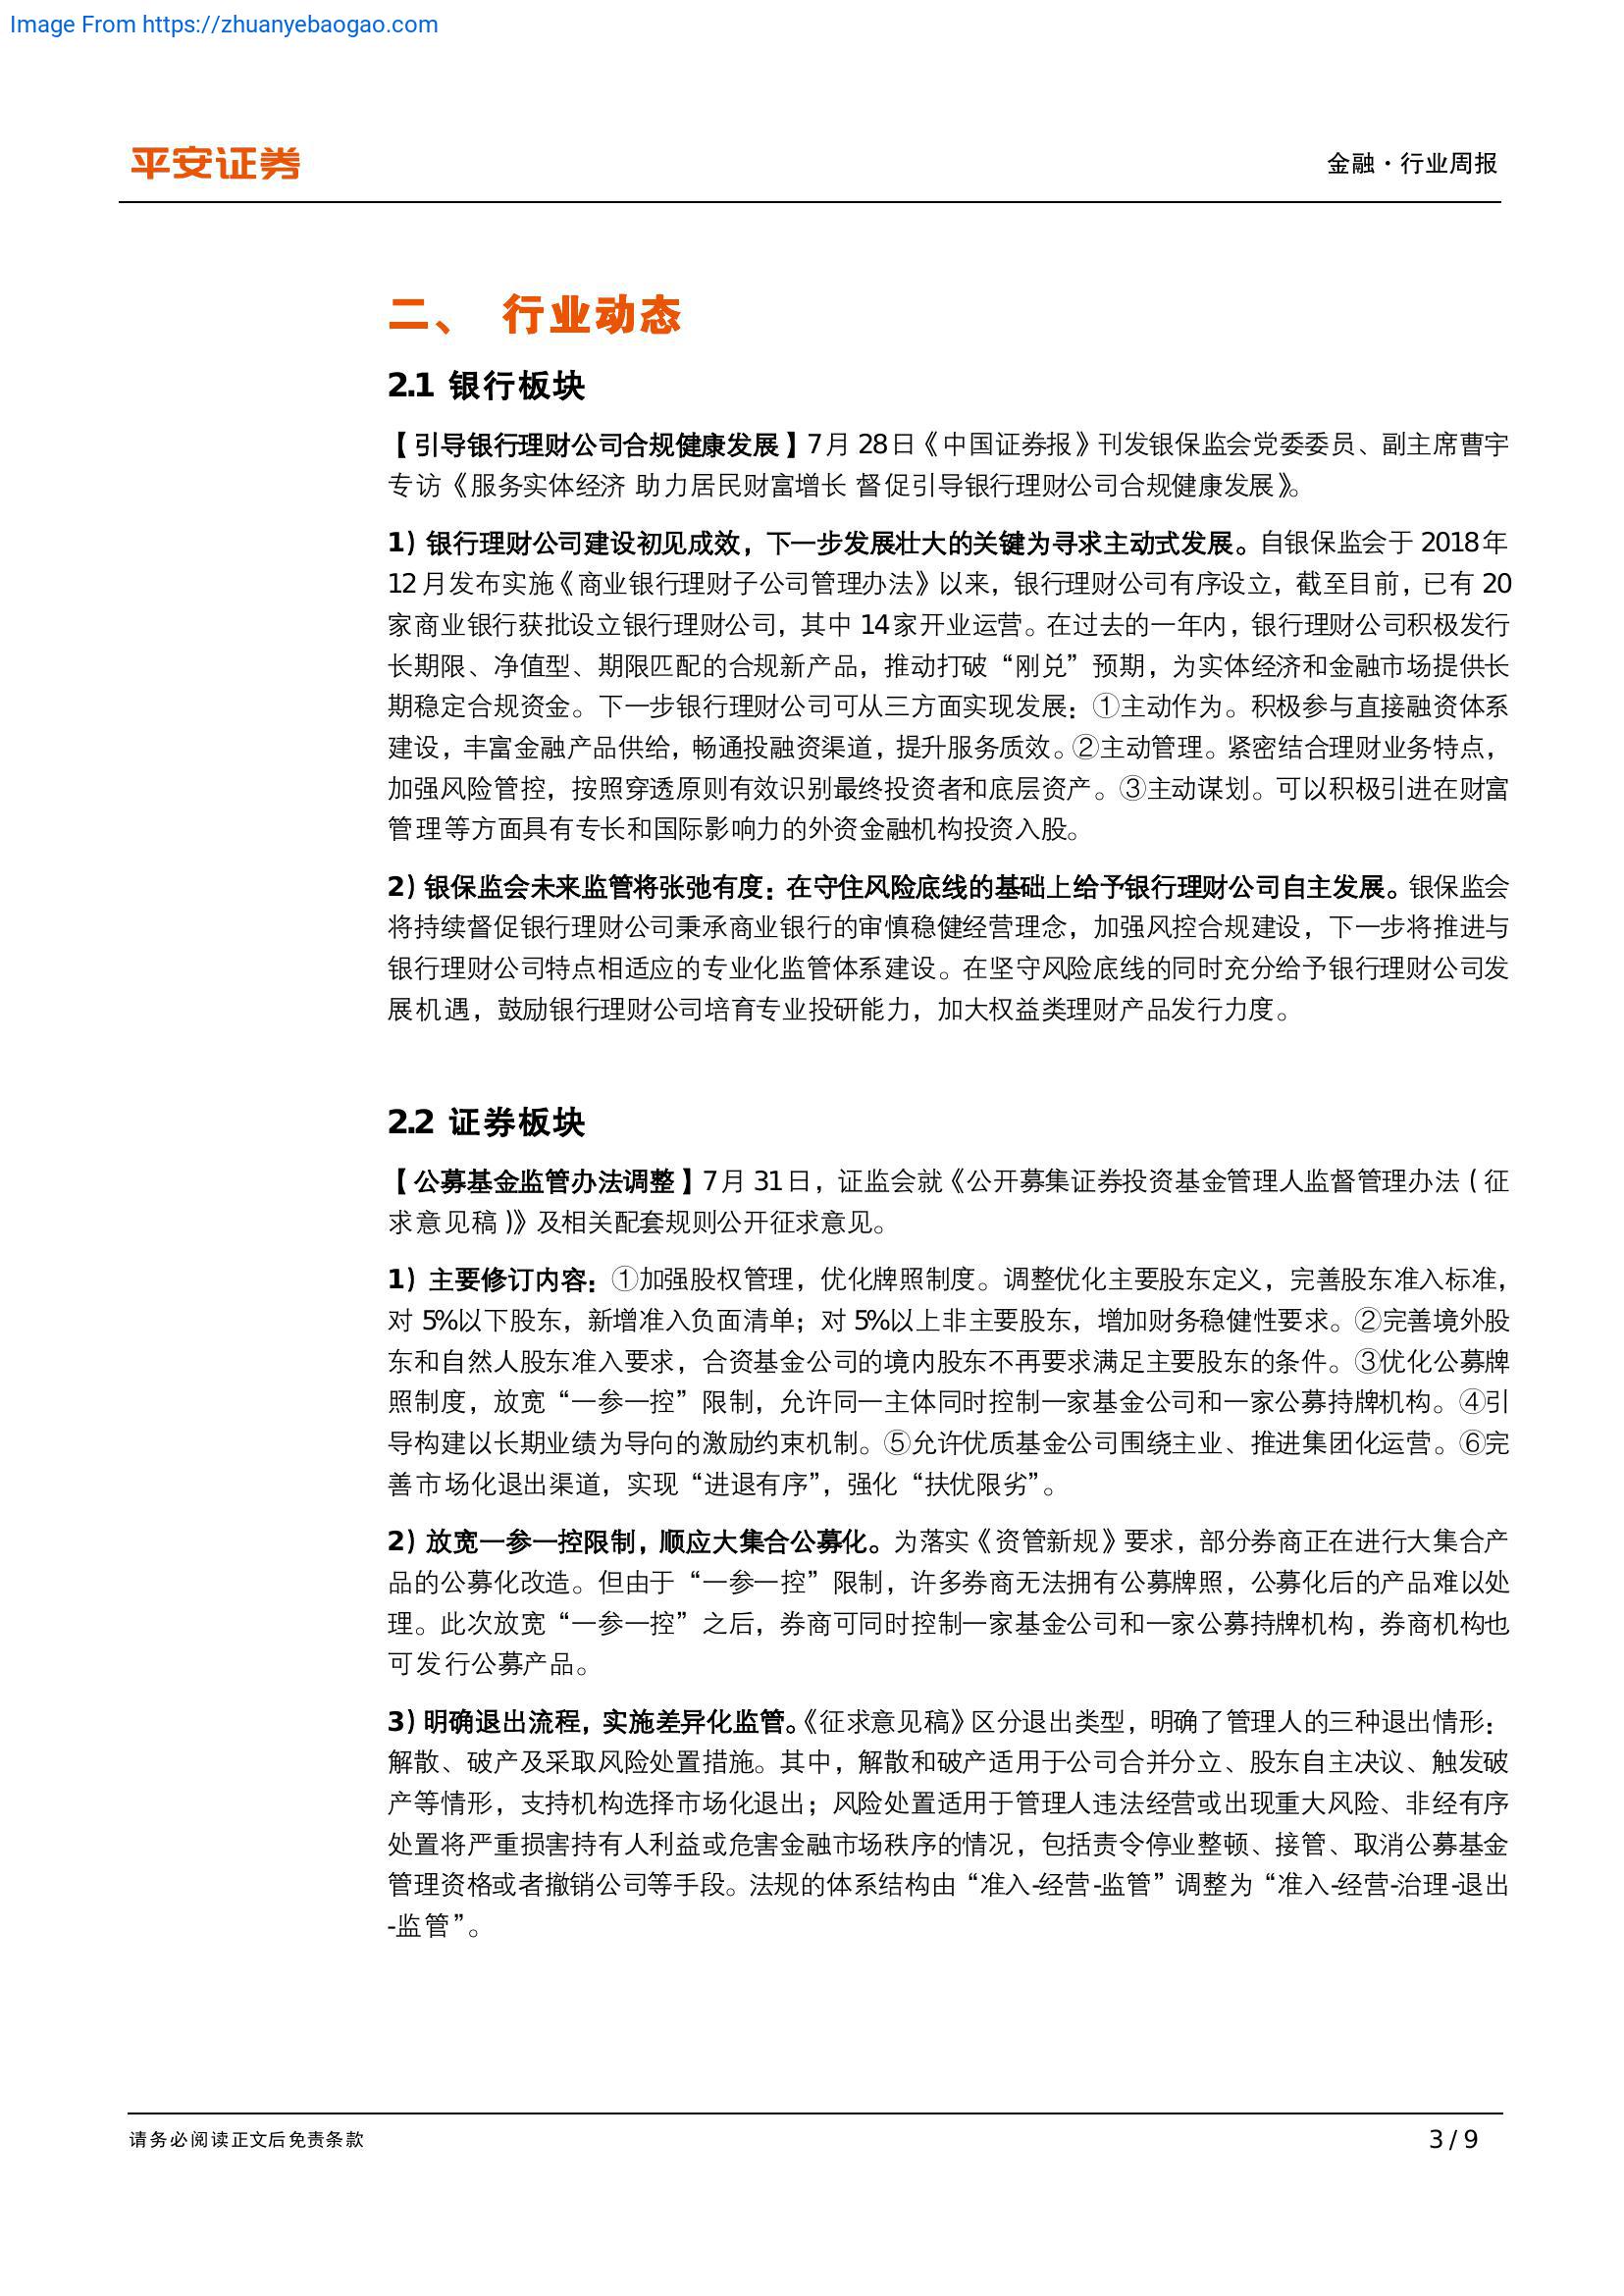 Image From https://zhuanyebaogao.com
平安证券
金融·行业周报
二、 行业动态
2.1 银行板块
【引导银行理财公司合规健康发展】7月 28日《中国证券报》刊发银保监会党委委员、副主席曹宇
专访《服务实体经济 助力居民财富增长 督促引导银行理财公司合规健康发展》。
1）银行理财公司建设初见成效，下一步发展壮大的关键为寻求主动式发展。自银保监会于 2018年
12月发布实施《商业银行理财子公司管理办法》以来，银行理财公司有序设立，截至目前，已有 20
家商业银行获批设立银行理财公司，其中 14家开业运营。在过去的一年内，银行理财公司积极发行
长期限、净值型、期限匹配的合规新产品，推动打破“刚兑”预期，为实体经济和金融市场提供长
期稳定合规资金。下一步银行理财公司可从三方面实现发展：①主动作为。积极参与直接融资体系
建设，丰富金融产品供给，畅通投融资渠道，提升服务质效。②主动管理。紧密结合理财业务特点，
加强风险管控，按照穿透原则有效识别最终投资者和底层资产。③主动谋划。可以积极引进在财富
管理等方面具有专长和国际影响力的外资金融机构投资入股。
2）银保监会未来监管将张弛有度：在守住风险底线的基础上给予银行理财公司自主发展。银保监会
将持续督促银行理财公司秉承商业银行的审慎稳健经营理念，加强风控合规建设，下一步将推进与
银行理财公司特点相适应的专业化监管体系建设。在坚守风险底线的同时充分给予银行理财公司发
展机遇，鼓励银行理财公司培育专业投研能力，加大权益类理财产品发行力度。
2.2 证券板块
【公募基金监管办法调整】7月 31日，证监会就《公开募集证券投资基金管理人监督管理办法（征
求意见稿）》及相关配套规则公开征求意见。
1）主要修订内容：①加强股权管理，优化牌照制度。调整优化主要股东定义，完善股东准入标准，
对 5%以下股东，新增准入负面清单；对 5%以上非主要股东，增加财务稳健性要求。②完善境外股
东和自然人股东准入要求，合资基金公司的境内股东不再要求满足主要股东的条件。③优化公募牌
照制度，放宽“一参一控”限制，允许同一主体同时控制一家基金公司和一家公募持牌机构。④引
导构建以长期业绩为导向的激励约束机制。⑤允许优质基金公司围绕主业、推进集团化运营。⑥完
善市场化退出渠道，实现“进退有序”，强化“扶优限劣”。
2）放宽一参一控限制，顺应大集合公募化。为落实《资管新规》要求，部分券商正在进行大集合产
品的公募化改造。但由于“一参一控”限制，许多券商无法拥有公募牌照，公募化后的产品难以处
理。此次放宽“一参一控”之后，券商可同时控制一家基金公司和一家公募持牌机构，券商机构也
可发行公募产品。
3）明确退出流程，实施差异化监管。《征求意见稿》区分退出类型，明确了管理人的三种退出情形：
解散、破产及采取风险处置措施。其中，解散和破产适用于公司合并分立、股东自主决议、触发破
产等情形，支持机构选择市场化退出；风险处置适用于管理人违法经营或出现重大风险、非经有序
处置将严重损害持有人利益或危害金融市场秩序的情况，包括责令停业整顿、接管、取消公募基金
管理资格或者撤销公司等手段。法规的体系结构由“准入-经营-监管”调整为“准入-经营-治理-退出
-监管”。
请务必阅读正文后免责条款
3 / 9